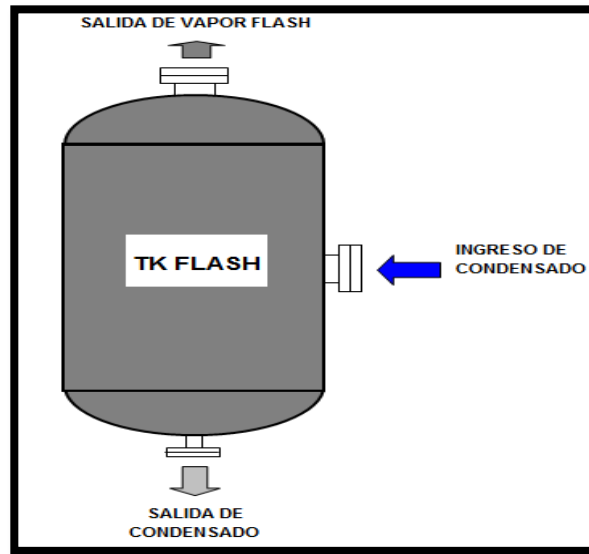 SALIDA DE VAPOR FLASH
TK FLASH
INGRESO DE
CONDENSADO
SALIDA DE
CONDENSADO